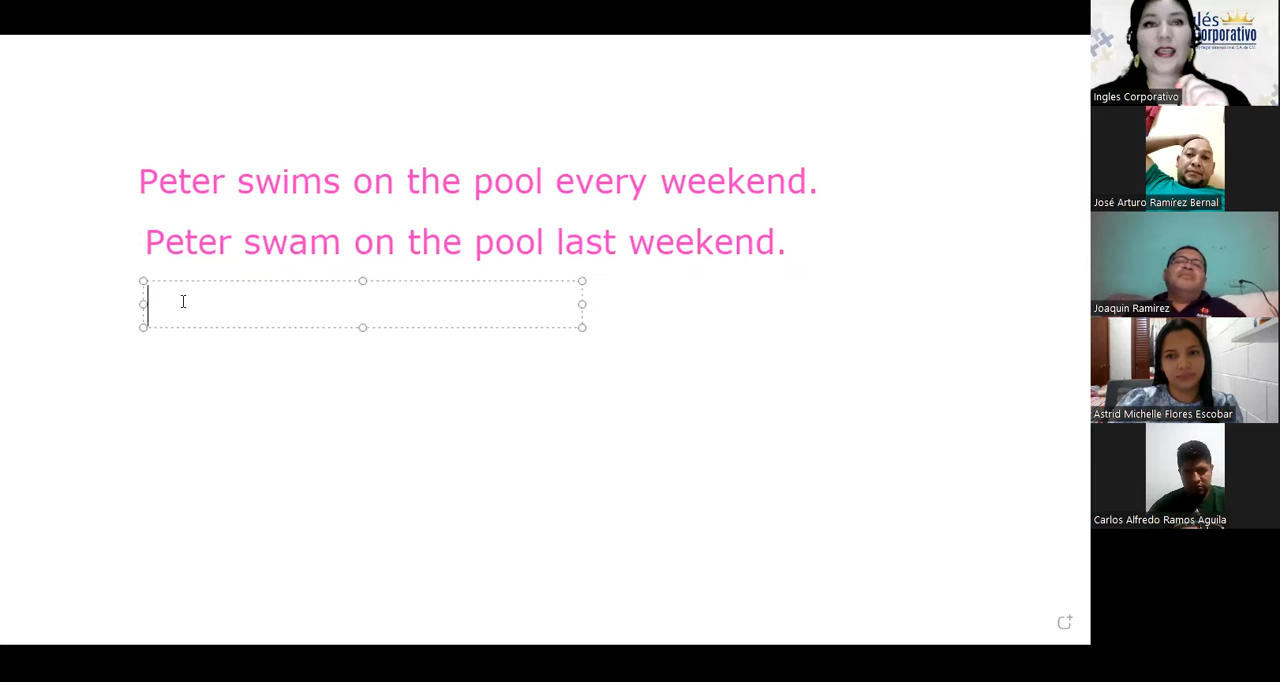 Peter swims on the pool every weekend.
Peter swam on the pool last weekend.
glés
Corporativo
Ingles Corporativo
José Arturo Ramírez Bernal
Joaquin Ramirez
Astrid Michelle Flores Escobar
Carlos Alfredo Ramos Aguila